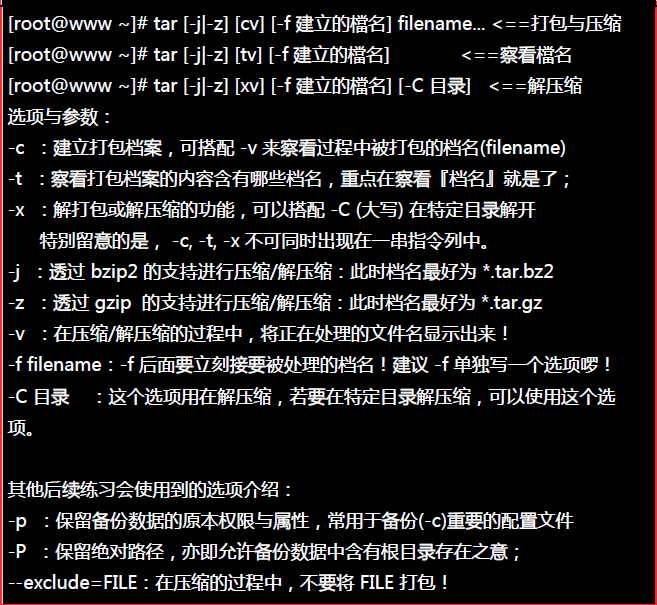 [root@www ~]# tar [-j|-z] [cv] [-f 建立的檔名] filename... <==打包与压缩
[root@www ~]# tar [-j|-z] [tv] [-f 建立的檔名] <==察看檔名
[root@www ~]# tar [-j|-z] [xv] [-f 建立的檔名] [-C 目录] <==解压缩
选项与参数：
-c ：建立打包档案，可搭配 -v 来察看过程中被打包的档名(filename)
-t ：察看打包档案的内容含有哪些档名，重点在察看『档名』就是了；
-x ：解打包或解压缩的功能，可以搭配 -C (大写) 在特定目录解开
特别留意的是， -c, -t, -x 不可同时出现在一串指令列中。
-j ：透过 bzip2 的支持进行压缩/解压缩：此时档名最好为 *.tar.bz2
-z ：透过 gzip 的支持进行压缩/解压缩：此时档名最好为 *.tar.gz
-v ：在压缩/解压缩的过程中，将正在处理的文件名显示出来！
-f filename：-f 后面要立刻接要被处理的档名！建议 -f 单独写一个选项啰！
-C 目录 ：这个选项用在解压缩，若要在特定目录解压缩，可以使用这个选
项。
其他后续练习会使用到的选项介绍：
-p ：保留备份数据的原本权限与属性，常用于备份(-c)重要的配置文件
-P ：保留绝对路径，亦即允许备份数据中含有根目录存在之意；
--exclude=FILE：在压缩的过程中，不要将 FILE 打包！